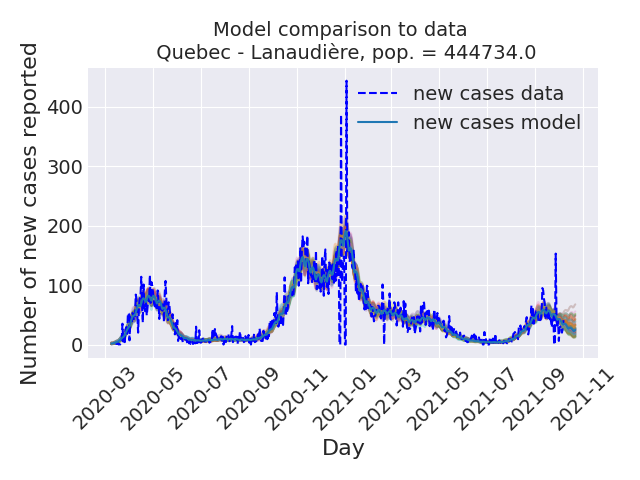 Model comparison to data
Quebec - Lanaudière, pop. = 444734.0
new cases data
new cases model
Number of new cases reported
400
300
200
100
0
2020-03
2020-05
2020-07
2020-09
2020-11
2021-01
2021-03
2021-05
2021-07
2021-09
2021-11
Day